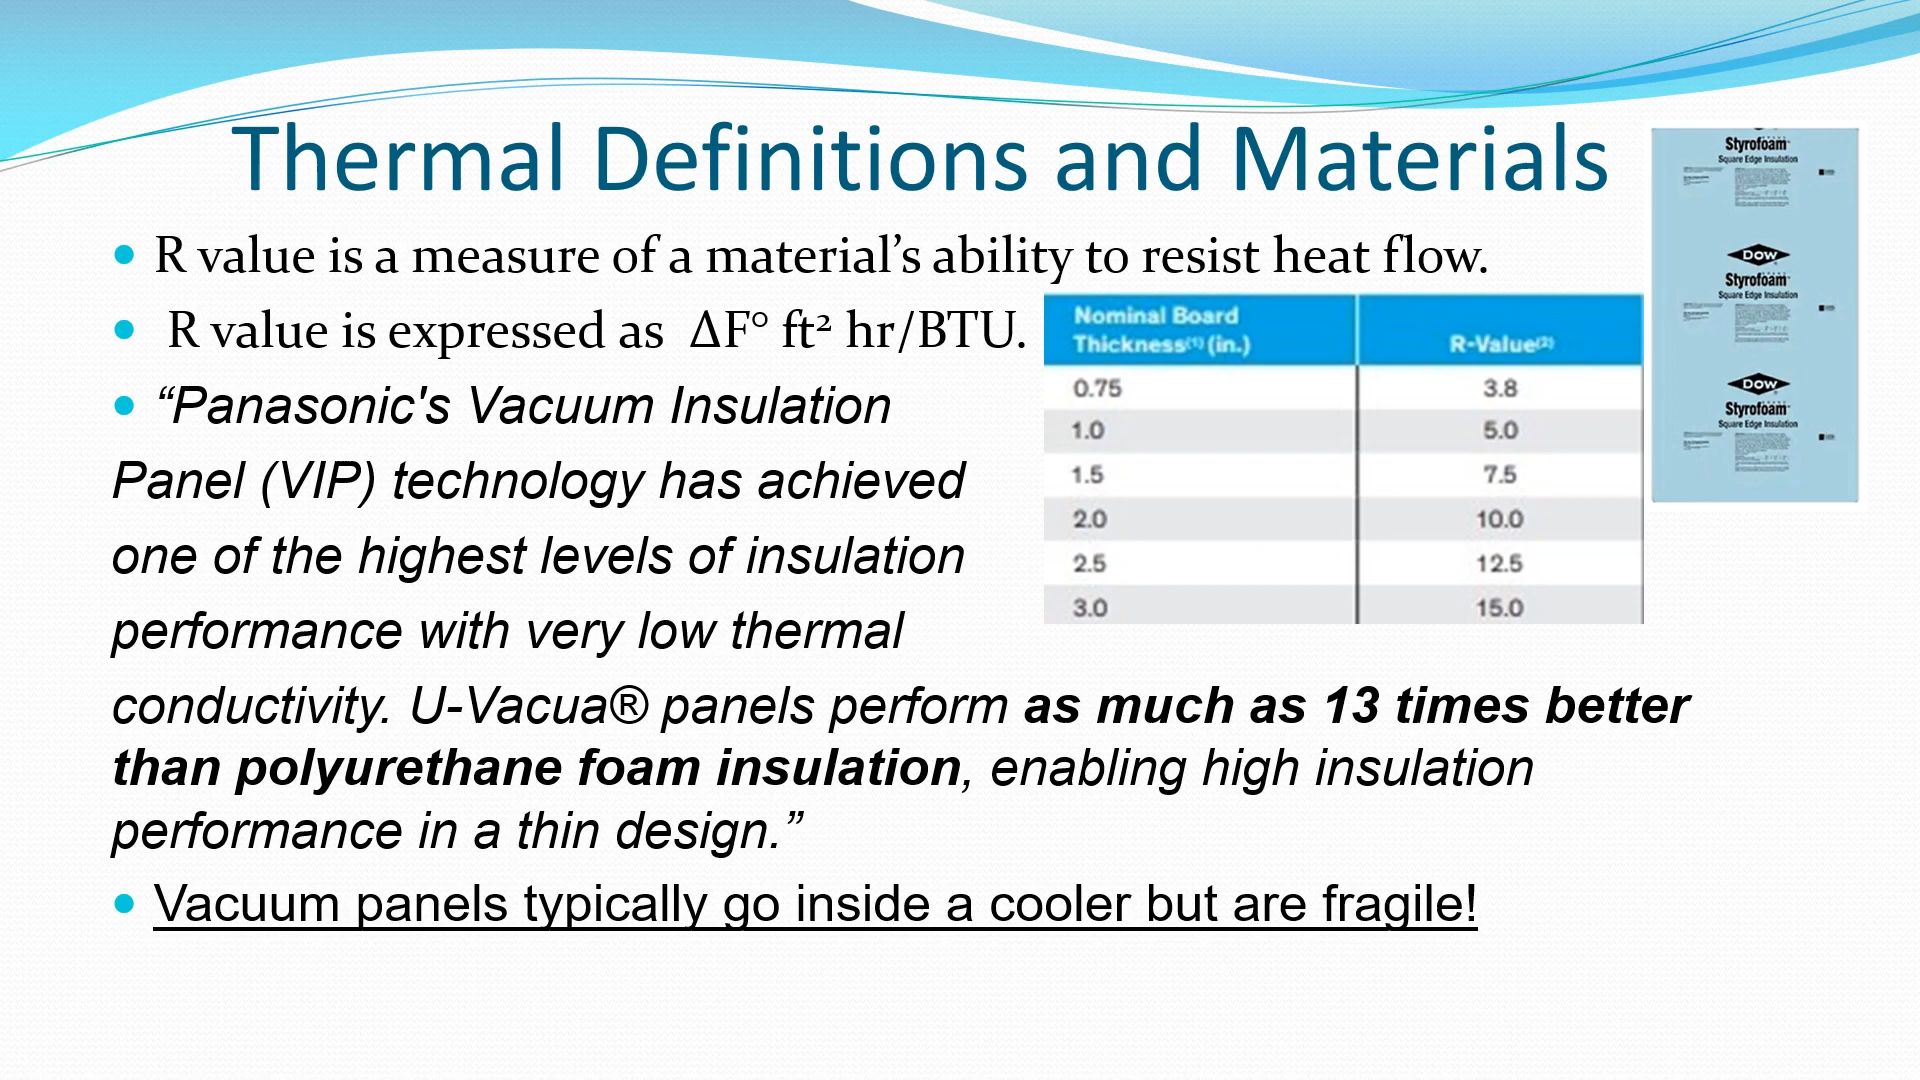 Thermal Definitions and Materials
R value is a measure of a material’s ability to resist heat flow.
R value is expressed as ΔF° ft² hr/BTU.
“Panasonic's Vacuum Insulation
Panel (VIP) technology has achieved
one of the highest levels of insulation
performance with very low thermal
conductivity. U-Vacua® panels perform as much as 13 times better
than polyurethane foam insulation, enabling high insulation
performance in a thin design.”
Vacuum panels typically go inside a cooler but are fragile!
Nominal Board
Thickness(1) (in.) R-Value(2)
0.75 3.8
1.0 5.0
1.5 7.5
2.0 10.0
2.5 12.5
3.0 15.0
Styrofoam
Square Edge Insulation
DOW
Styrofoam
Square Edge Insulation
DOW
Styrofoam
Square Edge Insulation